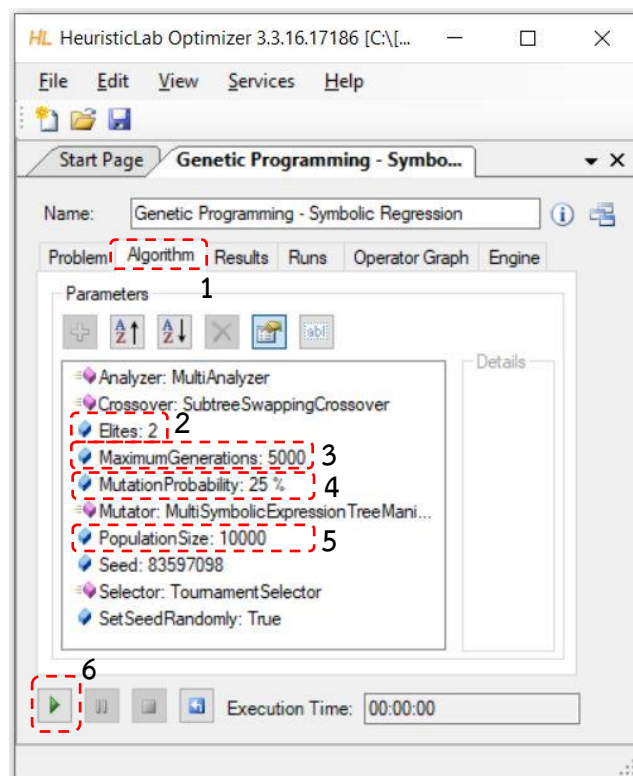 HL HeuristicLab Optimizer 3.3.16.17186 [C:\[...
File Edit View Services Help
Start Page Genetic Programming - Symbo...
Name: Genetic Programming - Symbolic Regression
Problem Algorithm Results Runs Operator Graph Engine
1
Parameters
Details
Analyzer: MultiAnalyzer
Crossover: SubtreeSwappingCrossover
Elites: 2 2
MaximumGenerations: 5000 3
MutationProbability: 25 % 4
Mutator: MultiSymbolicExpressionTreeMani...
PopulationSize: 10000 5
Seed: 83597098
Selector: TournamentSelector
SetSeedRandomly: True
6
Execution Time: 00:00:00